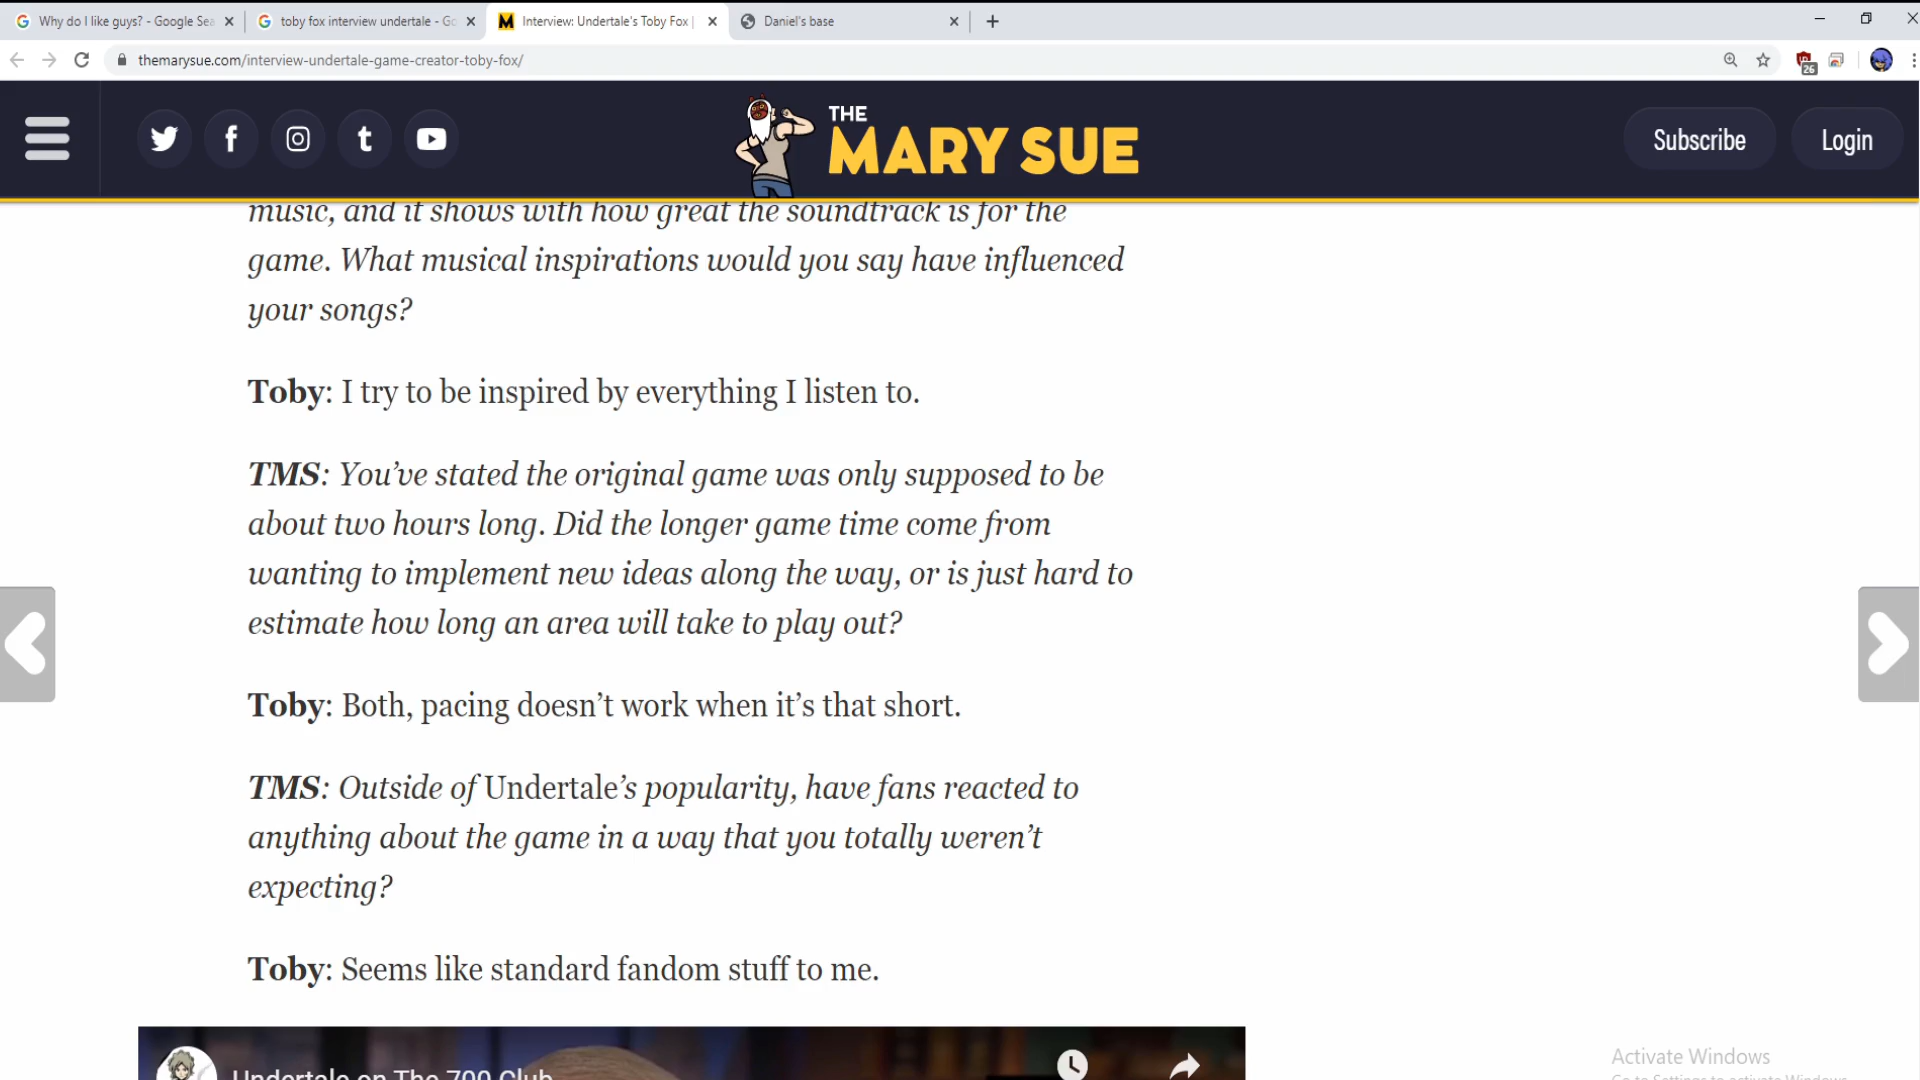 Why do I like guys? - Google Sea
toby fox interview undertale - Go
Interview: Undertale's Toby Fox |
Daniel's base
themarysue.com/interview-undertale-game-creator-toby-fox/
26
THE
MARY SUE
Subscribe
Login
music, and it shows with how great the soundtrack is for the
game. What musical inspirations would you say have influenced
your songs?
Toby: I try to be inspired by everything I listen to.
TMS: You’ve stated the original game was only supposed to be
about two hours long. Did the longer game time come from
wanting to implement new ideas along the way, or is just hard to
estimate how long an area will take to play out?
Toby: Both, pacing doesn’t work when it’s that short.
TMS: Outside of Undertale’s popularity, have fans reacted to
anything about the game in a way that you totally weren’t
expecting?
Toby: Seems like standard fandom stuff to me.
Undertale on The 700 Club
Activate Windows
Go to Settings to activate Windows.